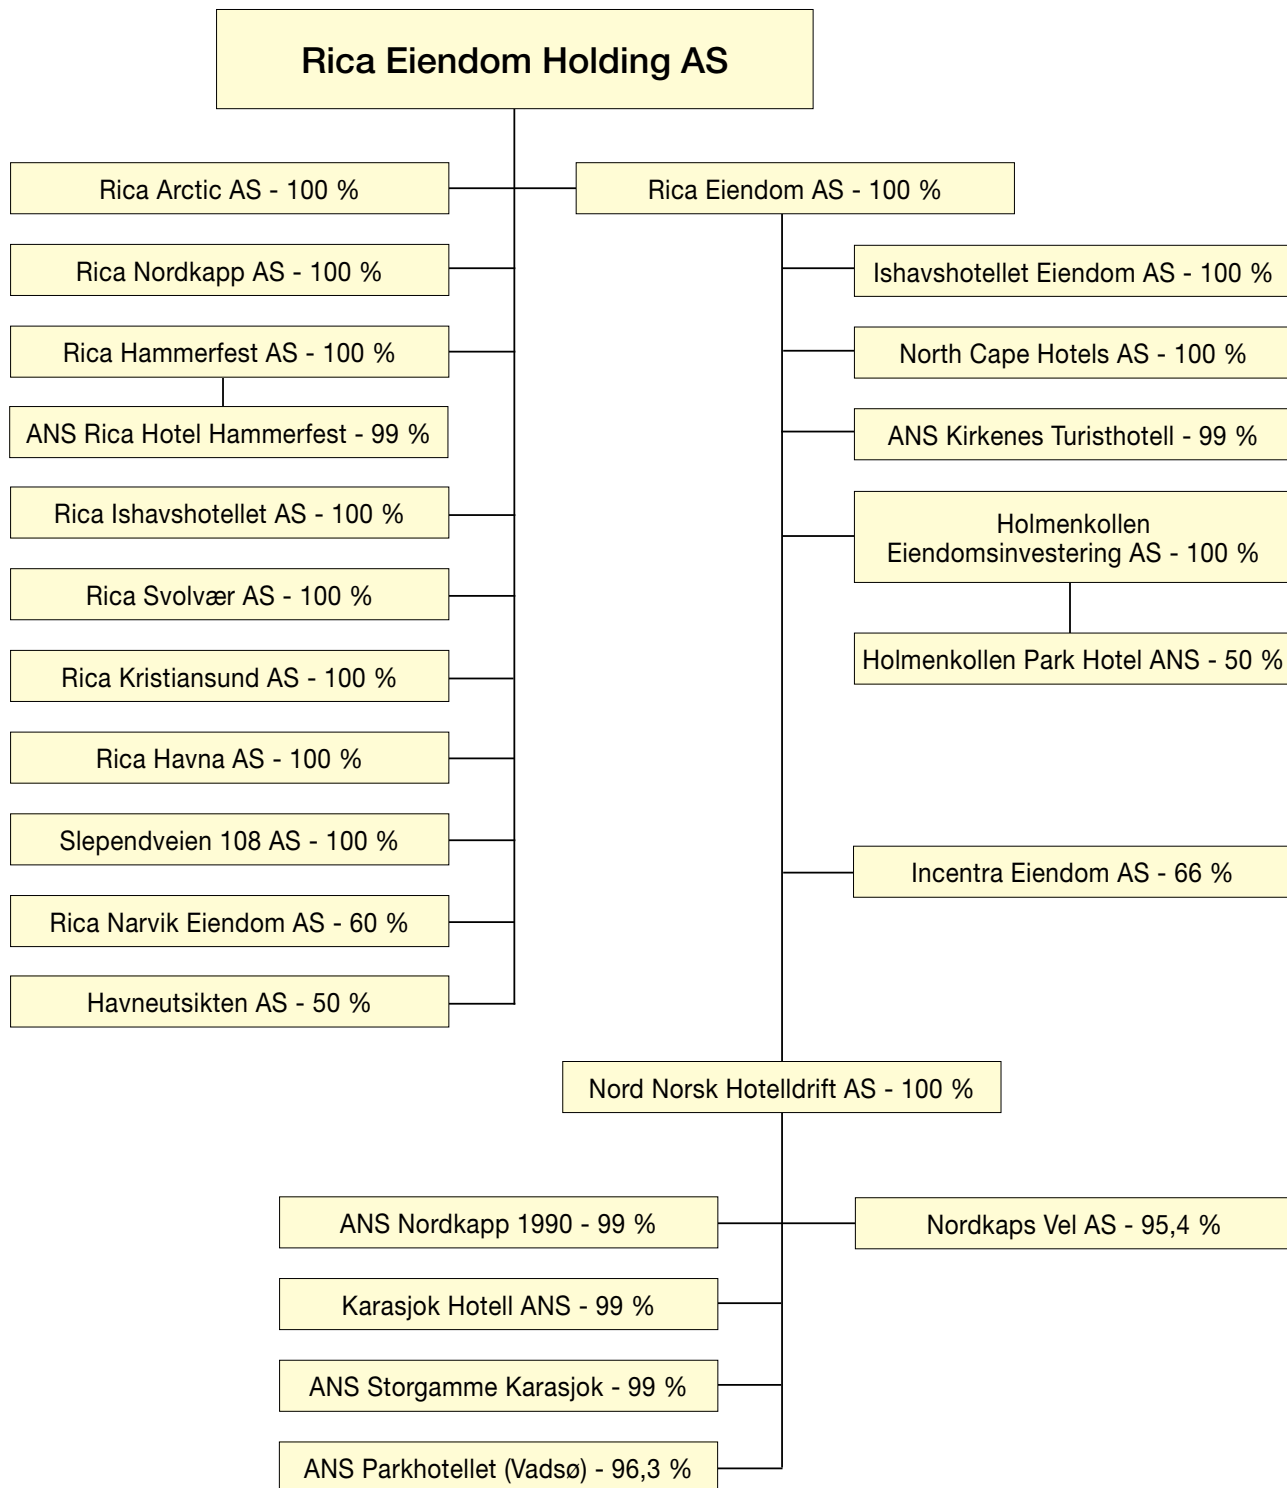 Rica Eiendom Holding AS
Rica Arctic AS - 100 %
Rica Eiendom AS - 100 %
Rica Nordkapp AS - 100 %
Ishavshotellet Eiendom AS - 100 %
Rica Hammerfest AS - 100 %
North Cape Hotels AS - 100 %
ANS Rica Hotel Hammerfest - 99 %
ANS Kirkenes Turisthotell - 99 %
Rica Ishavshotellet AS - 100 %
Holmenkollen
Eiendomsinvestering AS - 100 %
Rica Svolvær AS - 100 %
Rica Kristiansund AS - 100 %
Holmenkollen Park Hotel ANS - 50 %
Rica Havna AS - 100 %
Slependveien 108 AS - 100 %
Incentra Eiendom AS - 66 %
Rica Narvik Eiendom AS - 60 %
Havneutsikten AS - 50 %
Nord Norsk Hotelldrift AS - 100 %
ANS Nordkapp 1990 - 99 %
Nordkaps Vel AS - 95,4 %
Karasjok Hotell ANS - 99 %
ANS Storgamme Karasjok - 99 %
ANS Parkhotellet (Vadsø) - 96,3 %